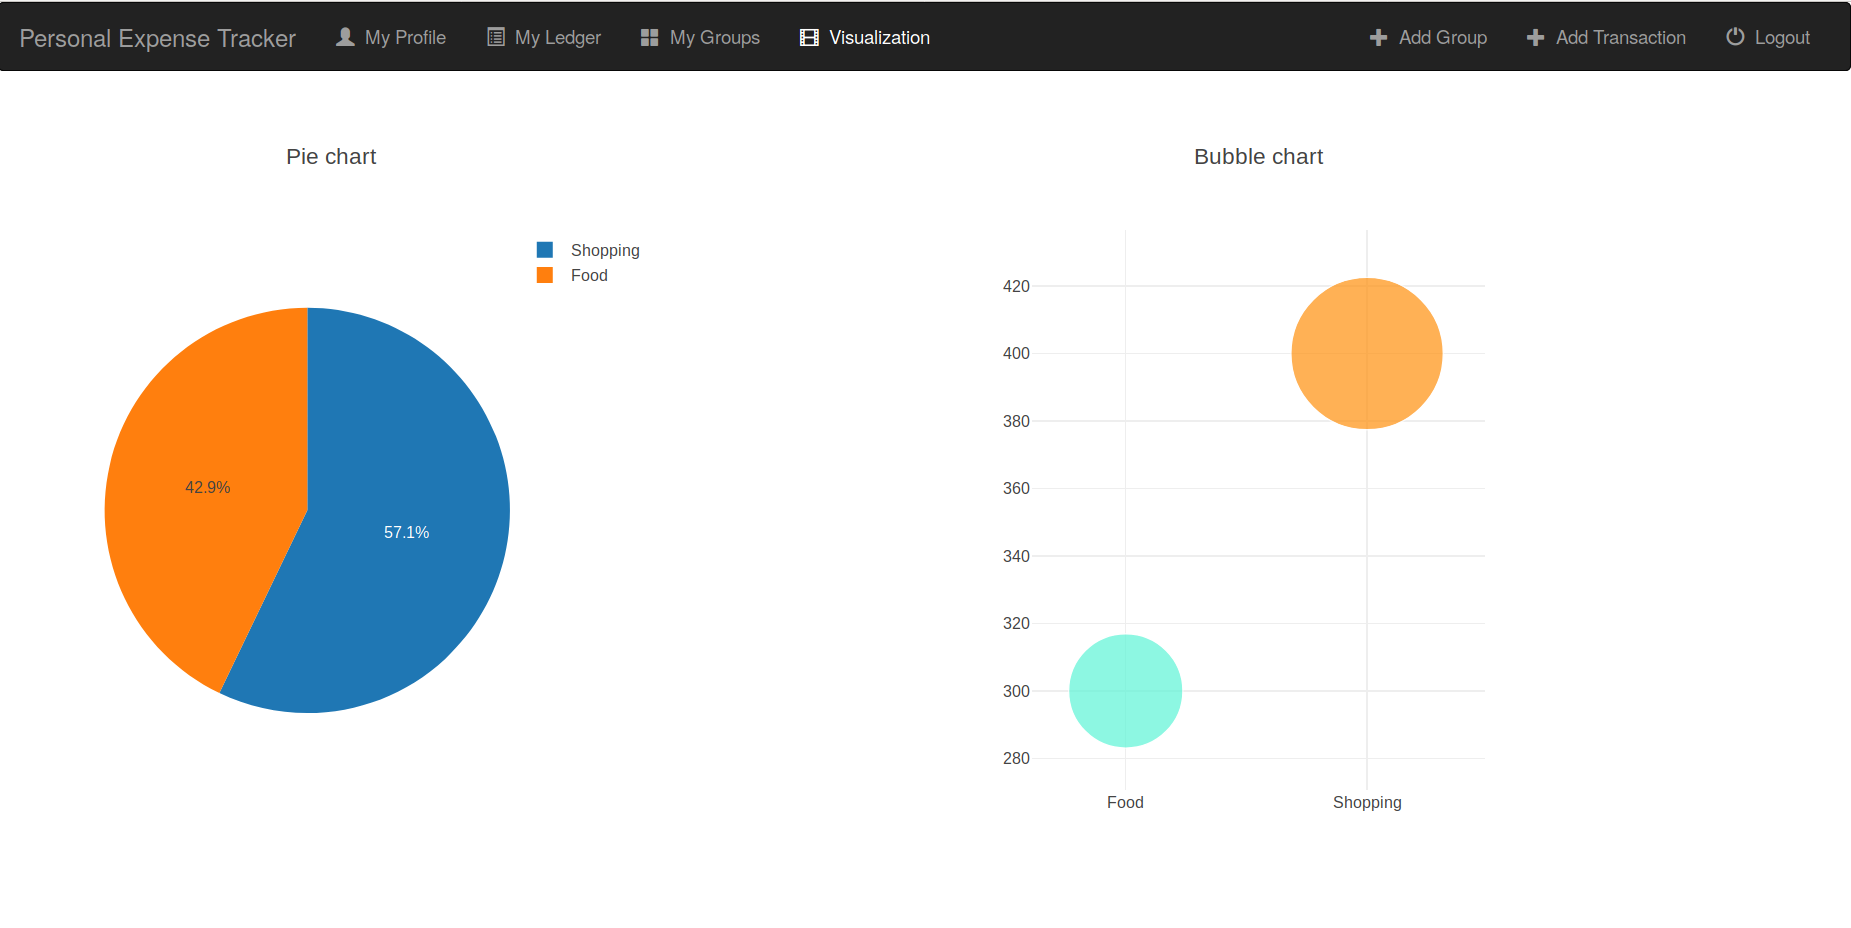 Personal Expense Tracker My Profile My Ledger My Groups Visualization Add Group Add Transaction Logout
Pie chart
Shopping
Food
42.9%
57.1%
Bubble chart
420
400
380
360
340
320
300
280
Food Shopping